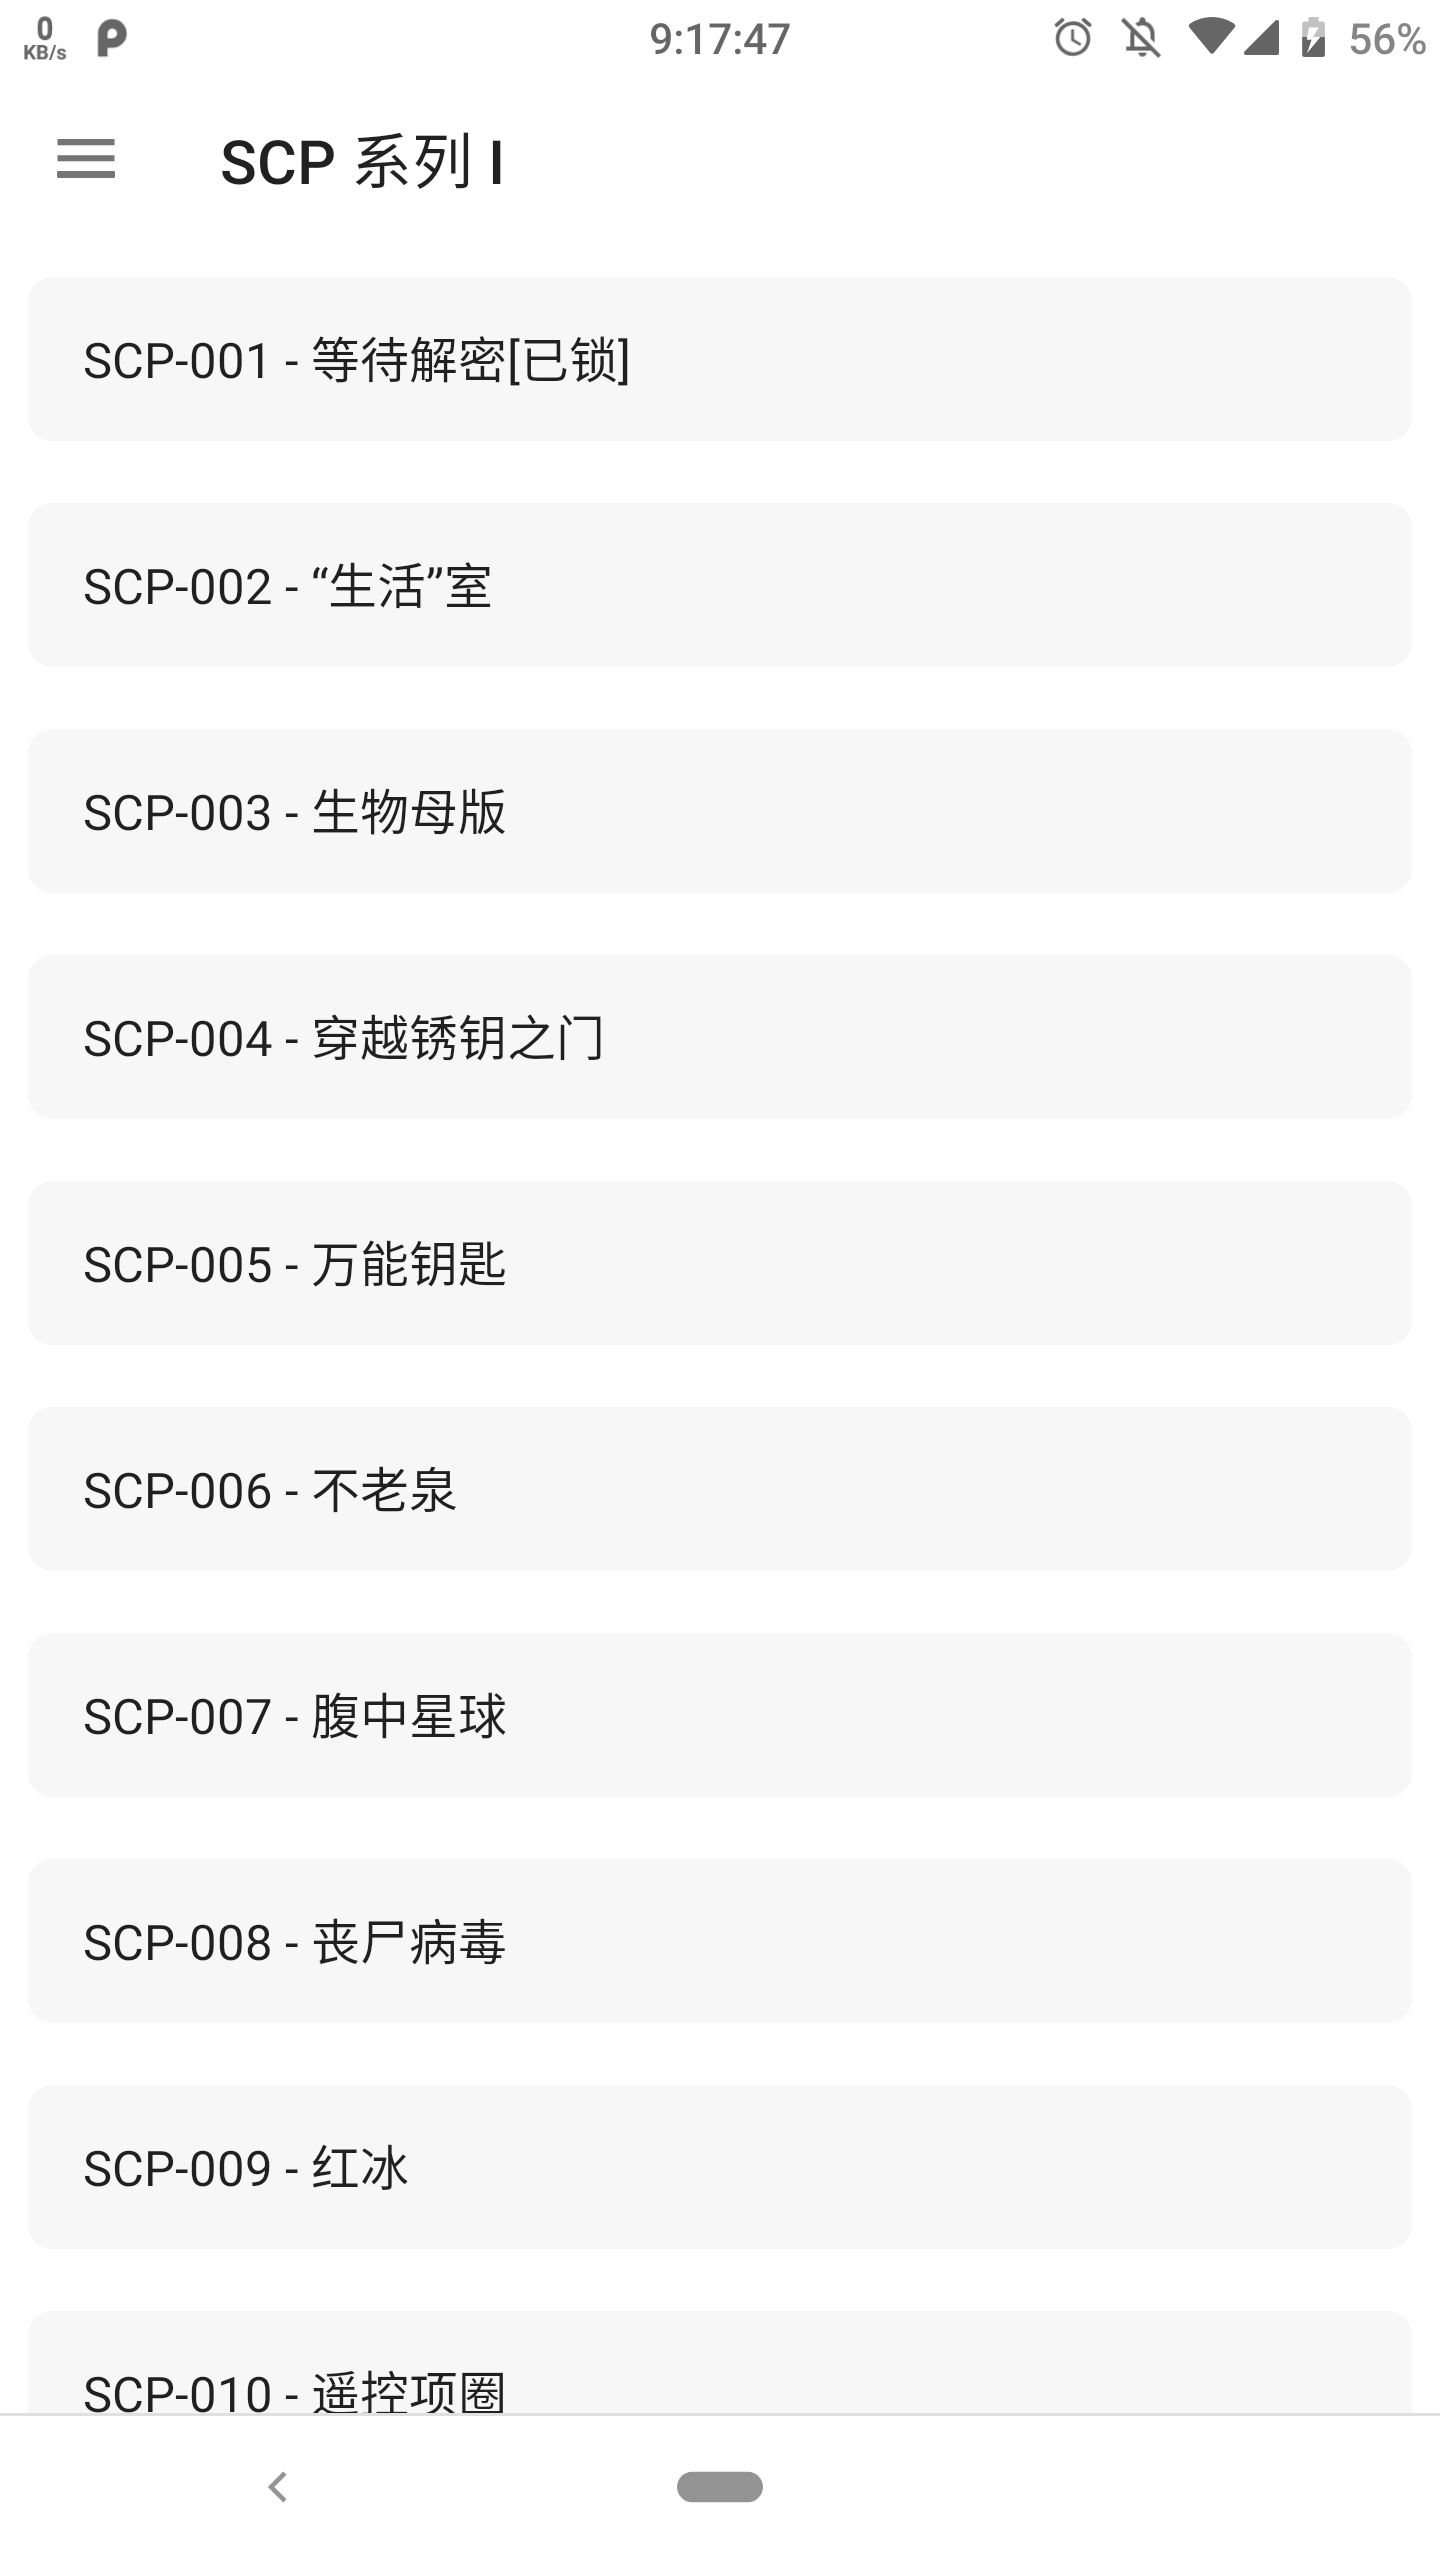 0
KB/s
9:17:47
56%
SCP 系列 I
SCP-001 - 等待解密[已锁]
SCP-002 - “生活”室
SCP-003 - 生物母版
SCP-004 - 穿越锈钥之门
SCP-005 - 万能钥匙
SCP-006 - 不老泉
SCP-007 - 腹中星球
SCP-008 - 丧尸病毒
SCP-009 - 红冰
SCP-010 - 遥控项圈